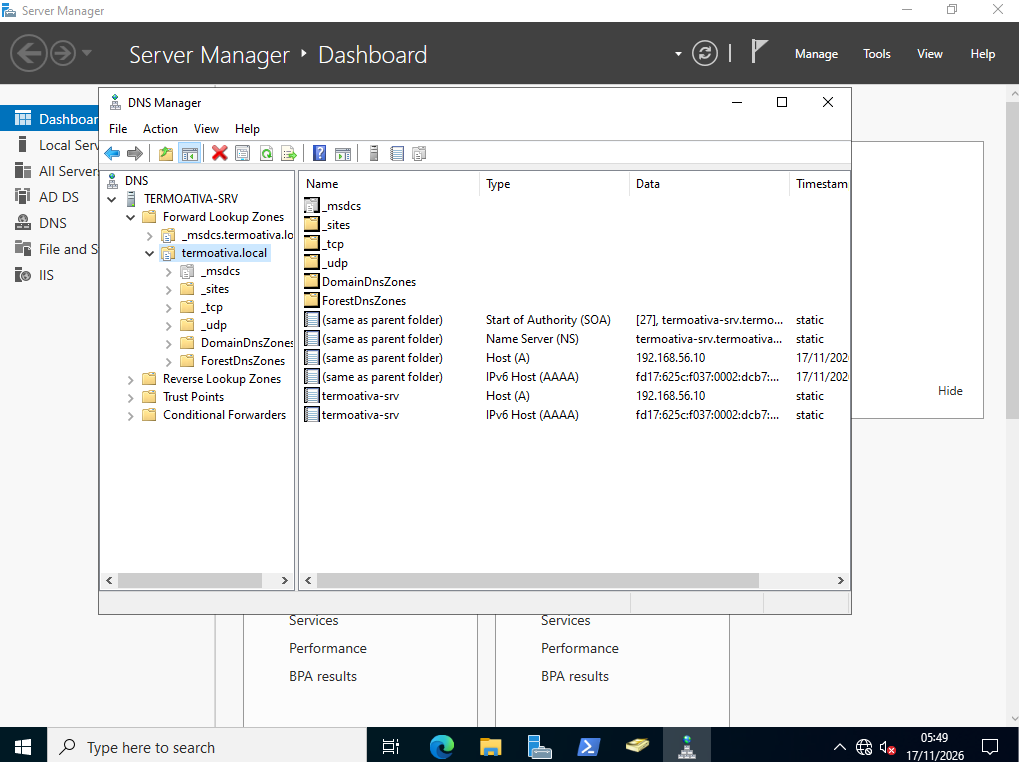 Server Manager
Server Manager ‣ Dashboard
Manage Tools View Help
Dashboar
Local Serv
All Server
AD DS
DNS
File and S
IIS
DNS Manager
File Action View Help
DNS
TERMOATIVA-SRV
Forward Lookup Zones
_msdcs.termoativa.lo
termoativa.local
_msdcs
_sites
_tcp
_udp
DomainDnsZones
ForestDnsZones
Reverse Lookup Zones
Trust Points
Conditional Forwarders
Name Type Data Timestam
_msdcs
_sites
_tcp
_udp
DomainDnsZones
ForestDnsZones
(same as parent folder) Start of Authority (SOA) [27], termoativa-srv.termo... static
(same as parent folder) Name Server (NS) termoativa-srv.termoativa... static
(same as parent folder) Host (A) 192.168.56.10 17/11/202
(same as parent folder) IPv6 Host (AAAA) fd17:625c:f037:0002:dcb7:... 17/11/202
termoativa-srv Host (A) 192.168.56.10 static
termoativa-srv IPv6 Host (AAAA) fd17:625c:f037:0002:dcb7:... static
Hide
Services Services
Performance Performance
BPA results BPA results
Type here to search
05:49
17/11/2026